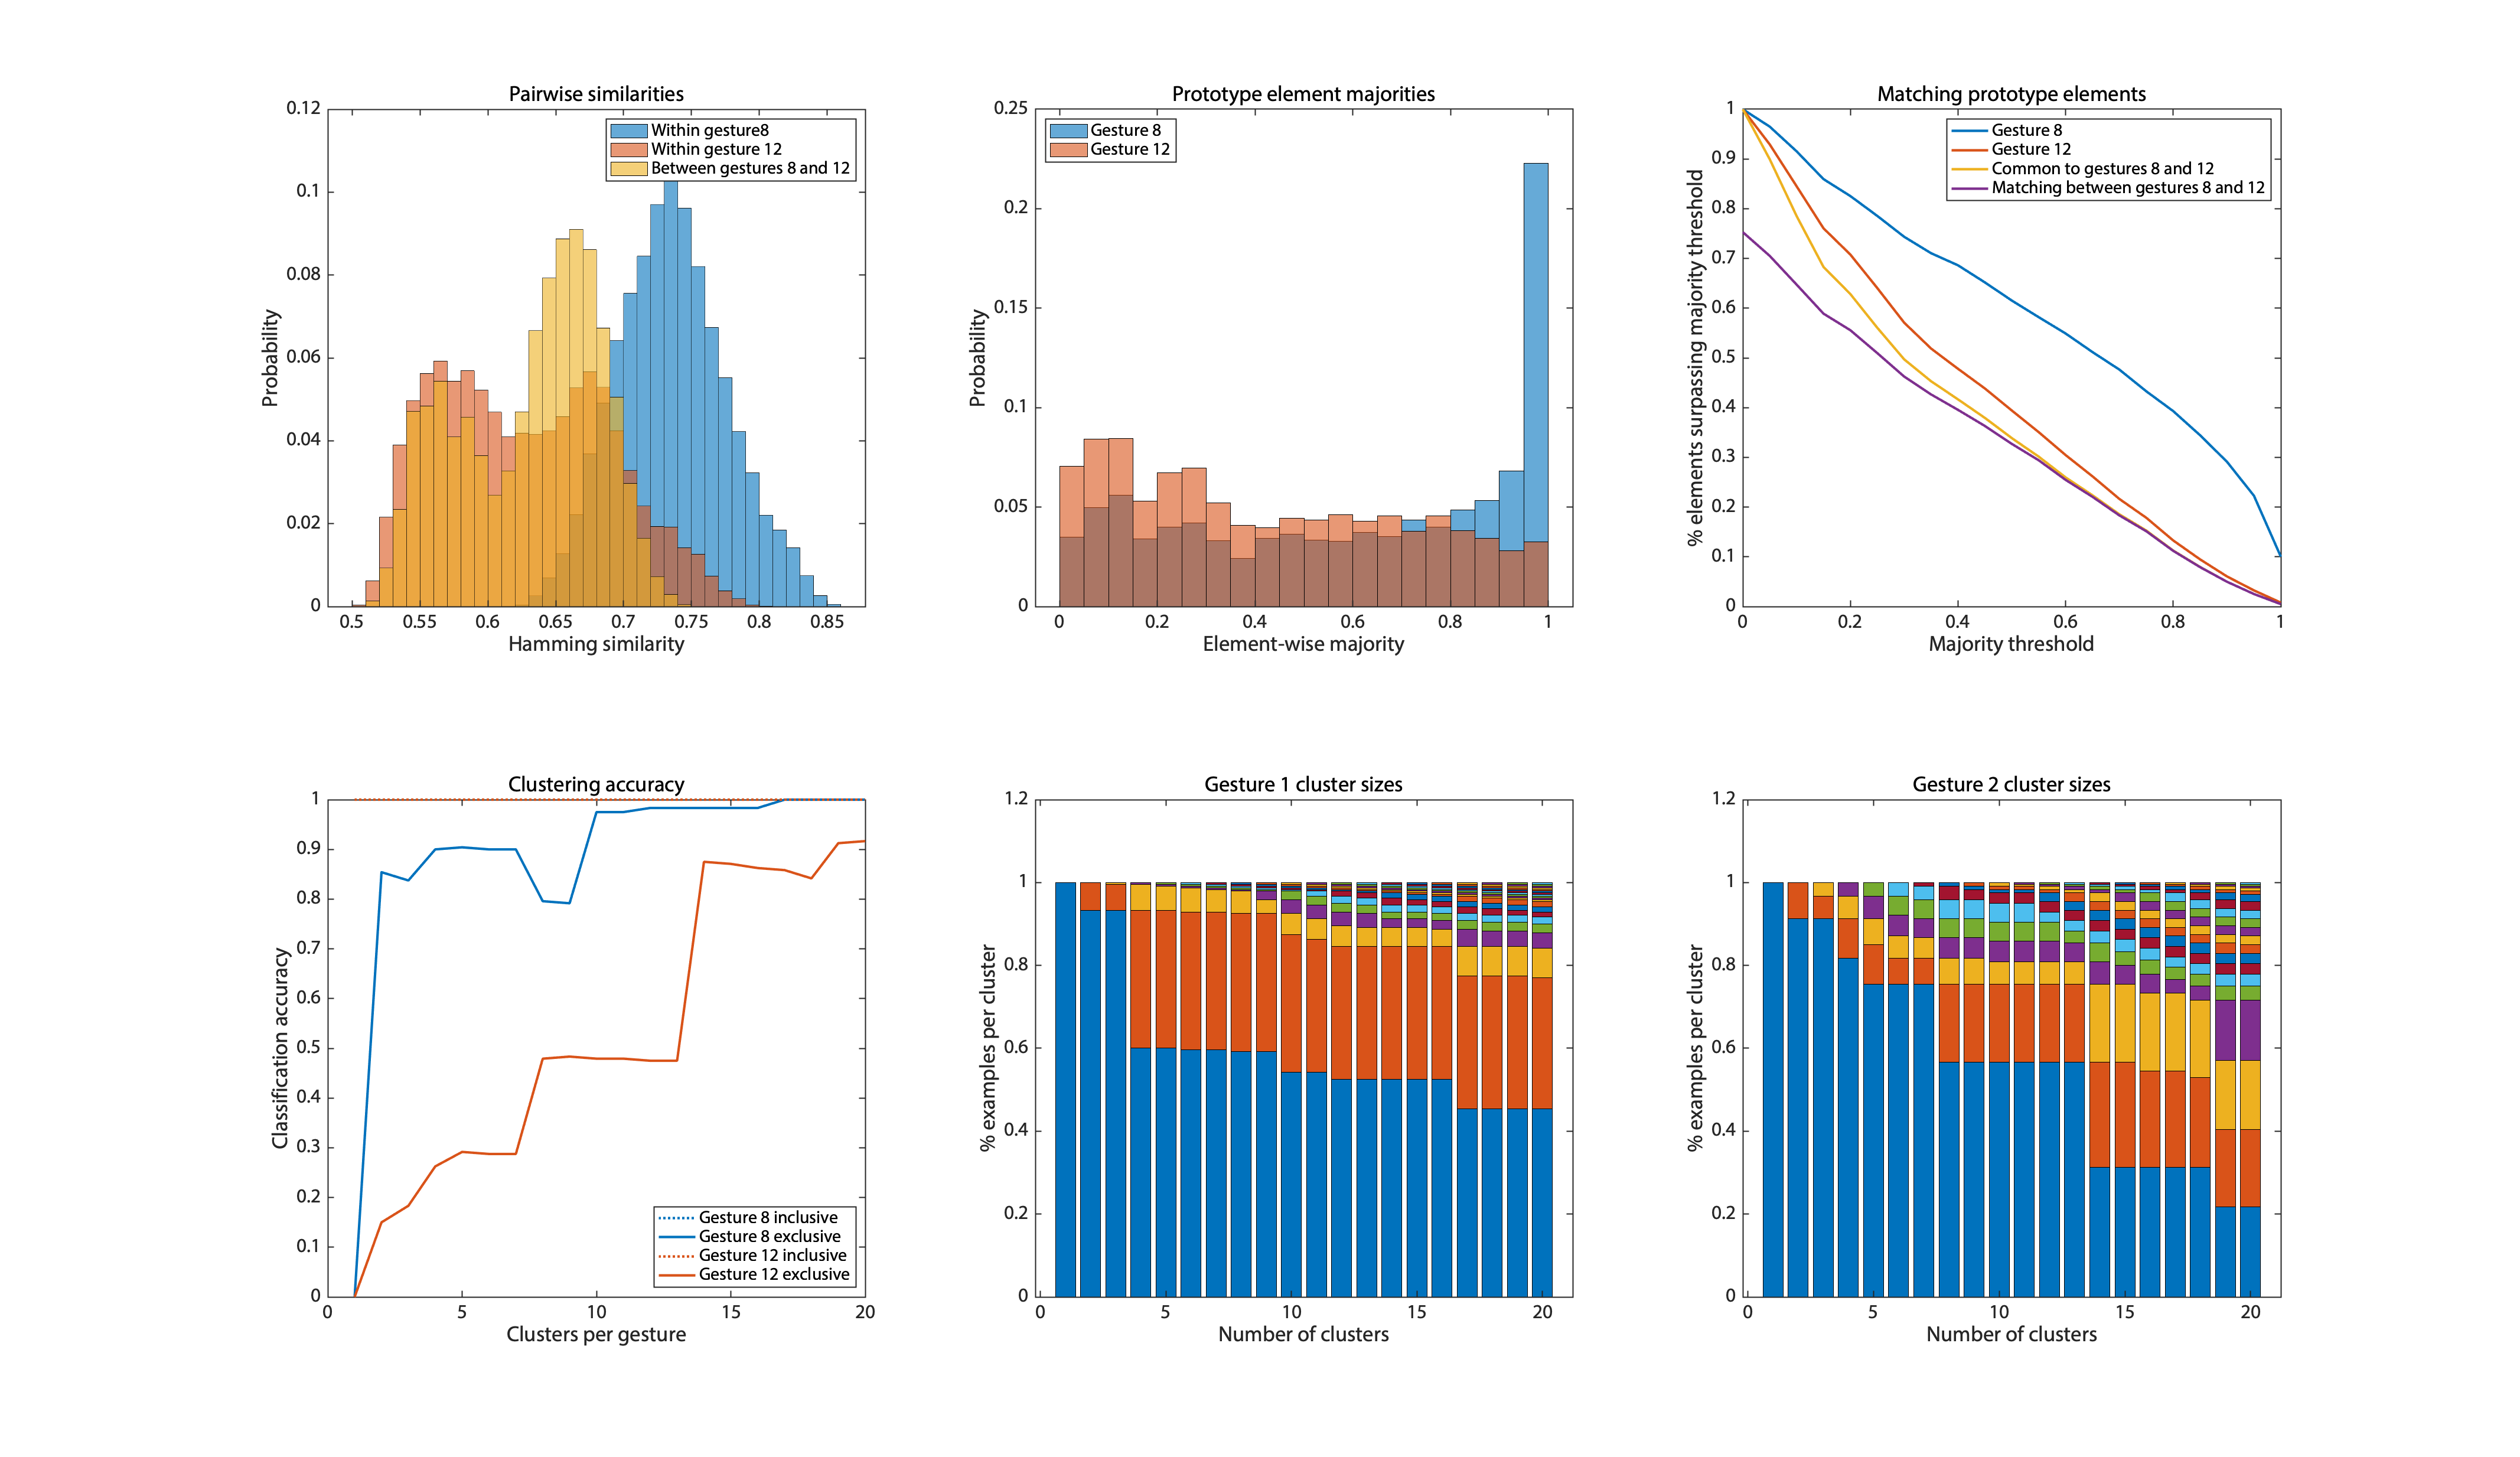 Pairwise similarities
0.12
0.1
0.08
0.06
0.04
0.02
0
Probability
Within gesture8
Within gesture 12
Between gestures 8 and 12
0.5 0.55 0.6 0.65 0.7 0.75 0.8 0.85
Hamming similarity
Prototype element majorities
0.25
0.2
0.15
0.1
0.05
0
Probability
Gesture 8
Gesture 12
0 0.2 0.4 0.6 0.8 1
Element-wise majority
Matching prototype elements
1
0.9
0.8
0.7
0.6
0.5
0.4
0.3
0.2
0.1
0
% elements surpassing majority threshold
Gesture 8
Gesture 12
Common to gestures 8 and 12
Matching between gestures 8 and 12
0 0.2 0.4 0.6 0.8 1
Majority threshold
Clustering accuracy
1
0.9
0.8
0.7
0.6
0.5
0.4
0.3
0.2
0.1
0
Classification accuracy
Gesture 8 inclusive
Gesture 8 exclusive
Gesture 12 inclusive
Gesture 12 exclusive
0 5 10 15 20
Clusters per gesture
Gesture 1 cluster sizes
1.2
1
0.8
0.6
0.4
0.2
0
% examples per cluster
0 5 10 15 20
Number of clusters
Gesture 2 cluster sizes
1.2
1
0.8
0.6
0.4
0.2
0
% examples per cluster
0 5 10 15 20
Number of clusters